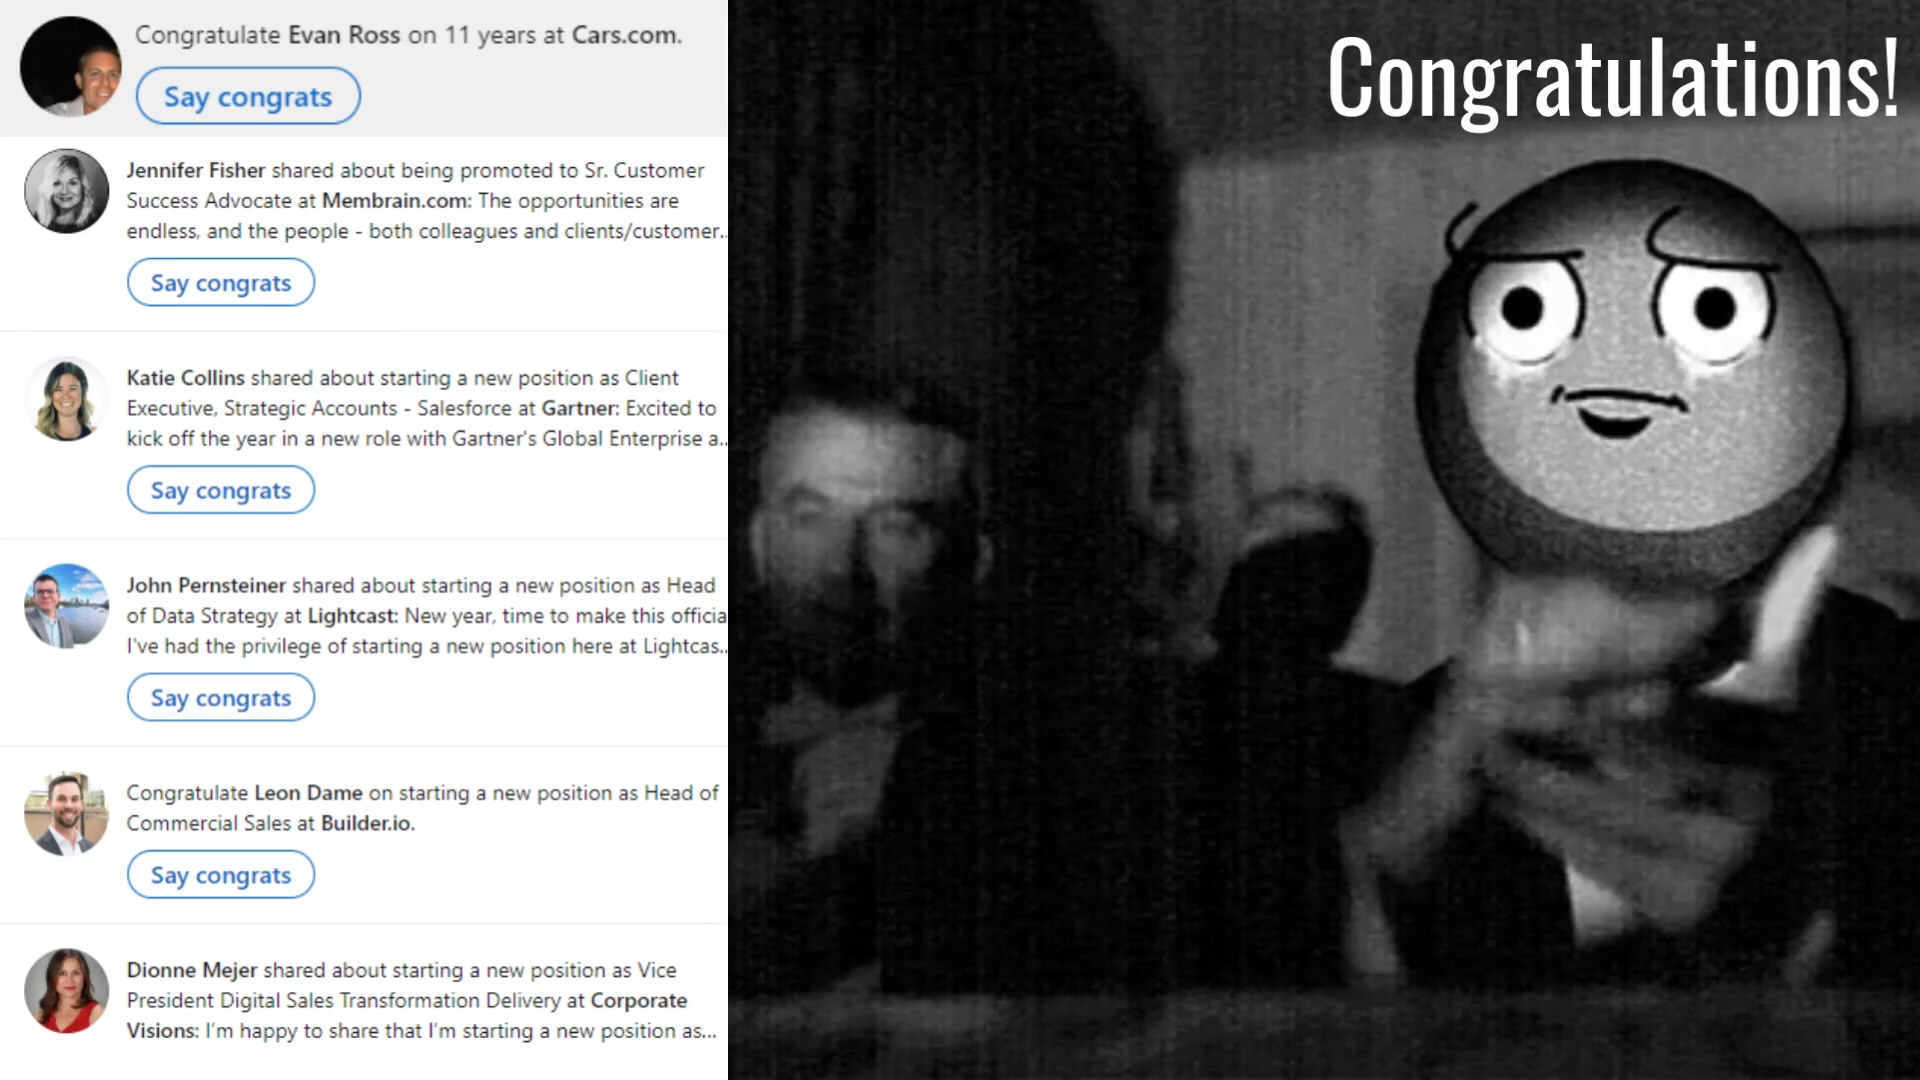 Congratulate Evan Ross on 11 years at Cars.com.
Say congrats
Jennifer Fisher shared about being promoted to Sr. Customer
Success Advocate at Membrain.com: The opportunities are
endless, and the people - both colleagues and clients/customer..
Say congrats
Katie Collins shared about starting a new position as Client
Executive, Strategic Accounts - Salesforce at Gartner: Excited to
kick off the year in a new role with Gartner's Global Enterprise a..
Say congrats
John Pernsteiner shared about starting a new position as Head
of Data Strategy at Lightcast: New year, time to make this officia
I've had the privilege of starting a new position here at Lightcas..
Say congrats
Congratulate Leon Dame on starting a new position as Head of
Commercial Sales at Builder.io.
Say congrats
Dionne Mejer shared about starting a new position as Vice
President Digital Sales Transformation Delivery at Corporate
Visions: I'm happy to share that I'm starting a new position as...
Congratulations!